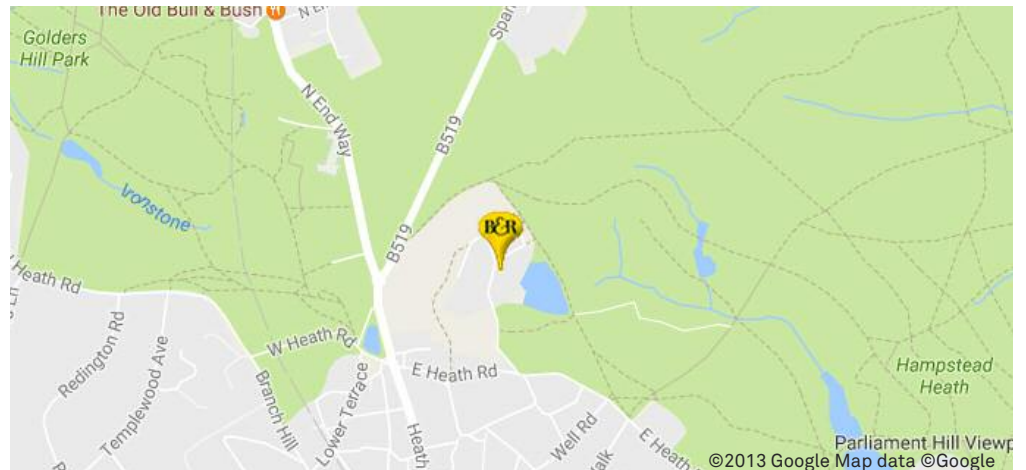 The Old Bull & Bush
N End
Golders
Hill Park
N End Way
B519
Ironstone
B&R
B519
Heath Rd
Redington Rd
Templewood Ave
W Heath Rd
Branch Hill
Lower Terrace
Heath
E Heath Rd
Well Rd
E Heath
Hampstead
Heath
Parliament Hill Viewp
©2013 Google Map data ©Google